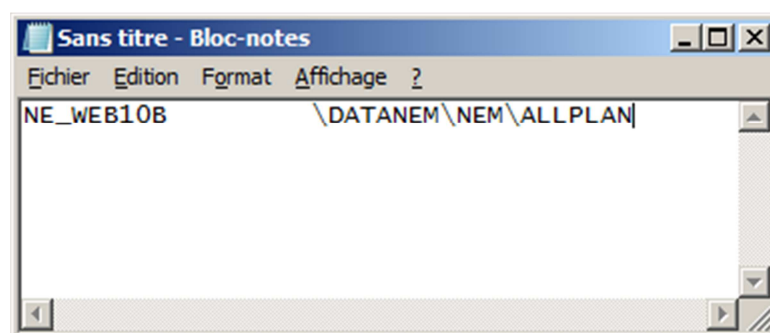 Sans titre - Bloc-notes
Fichier Edition Format Affichage ?
NE_WEB10B \DATANEM\NEM\ALLPLAN